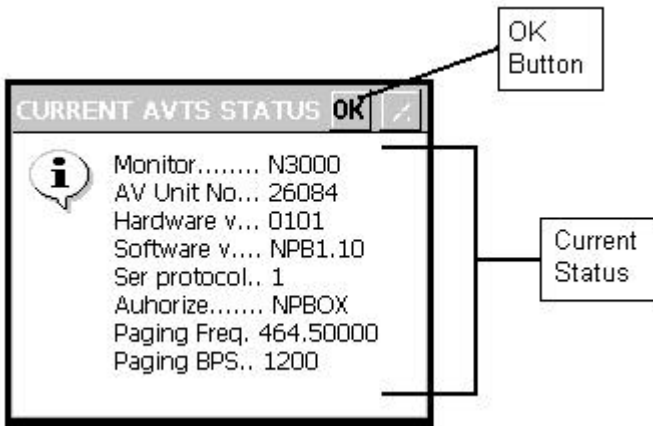 OK
Button
CURRENT AVTS STATUS OK
Monitor........ N3000
AV Unit No... 26084
Hardware v... 0101
Software v.... NPB1.10
Ser protocol.. 1
Auhorize....... NPBOX
Paging Freq. 464.50000
Paging BPS.. 1200
Current
Status